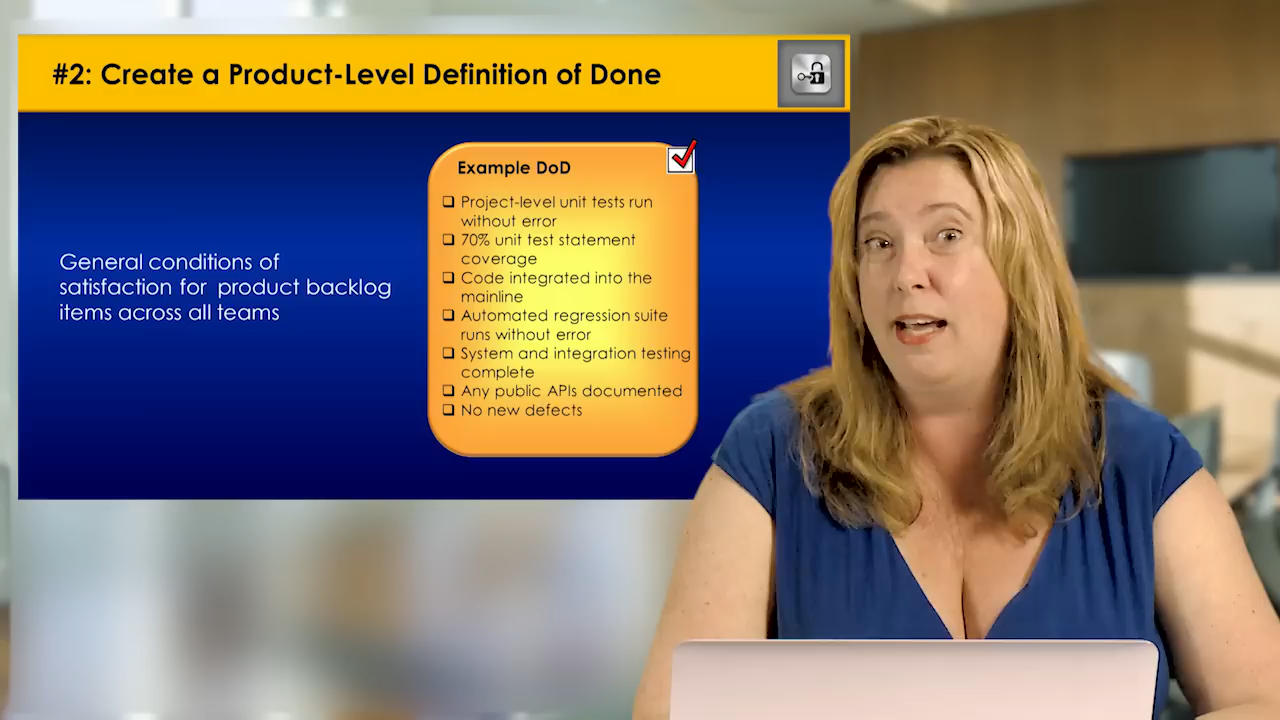 #2: Create a Product-Level Definition of Done
General conditions of
satisfaction for product backlog
items across all teams
Example DoD
Project-level unit tests run
without error
70% unit test statement
coverage
Code integrated into the
mainline
Automated regression suite
runs without error
System and integration testing
complete
Any public APIs documented
No new defects